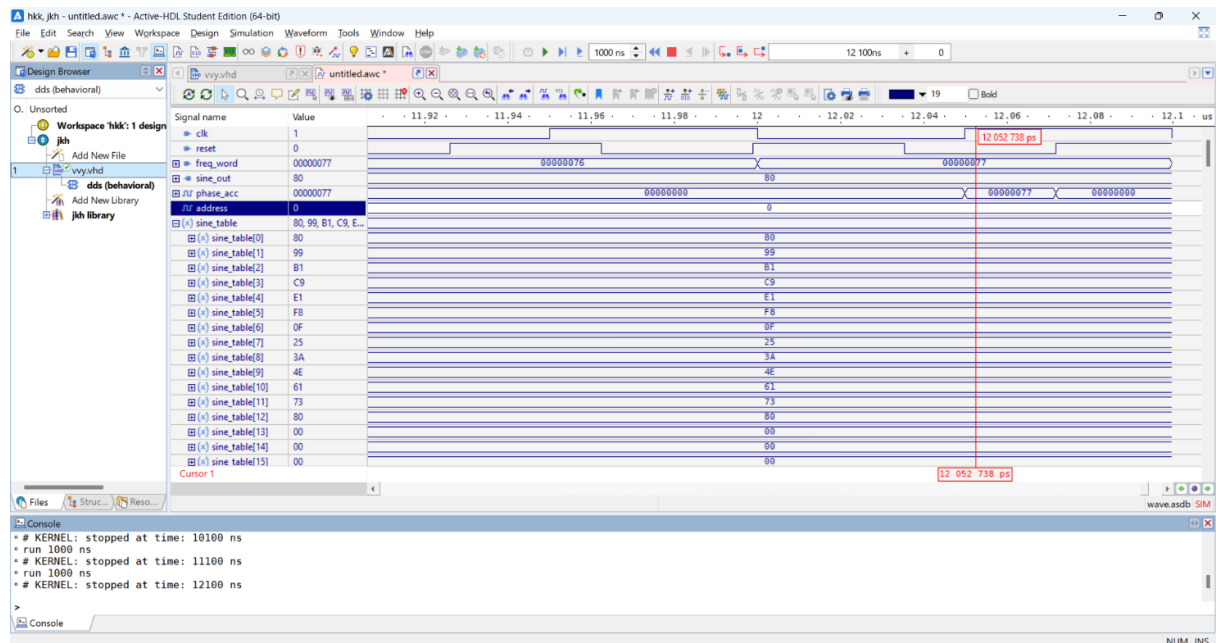 hkk, jkh - untitled.awc * - Active-HDL Student Edition (64-bit)
File Edit Search View Workspace Design Simulation Waveform Tools Window Help
1000 ns 12 100ns + 0
Design Browser
vvy.vhd untitled.awc *
dds (behavioral)
19 Bold
O. Unsorted
Workspace 'hkk': 1 design
jkh
Add New File
1 vvy.vhd
dds (behavioral)
Add New Library
jkh library
Signal name Value 11,92 11,94 11,96 11,98 12 12,02 12,04 12,06 12,08 12,1 us
clk 1
12 052 738 ps
reset 0
freq_word 00000077 00000076 00000077
sine_out 80 80
phase_acc 00000077 00000000 00000077 00000000
address 0 0
sine_table 80, 99, B1, C9, E...
sine_table[0] 80 80
sine_table[1] 99 99
sine_table[2] B1 B1
sine_table[3] C9 C9
sine_table[4] E1 E1
sine_table[5] F8 F8
sine_table[6] 0F 0F
sine_table[7] 25 25
sine_table[8] 3A 3A
sine_table[9] 4E 4E
sine_table[10] 61 61
sine_table[11] 73 73
sine_table[12] 80 80
sine_table[13] 00 00
sine_table[14] 00 00
sine_table[15] 00 00
Cursor 1 12 052 738 ps
Files Struc... Reso...
wave.asdb SIM
Console
# KERNEL: stopped at time: 10100 ns
run 1000 ns
# KERNEL: stopped at time: 11100 ns
run 1000 ns
# KERNEL: stopped at time: 12100 ns
>
Console
NUM INS